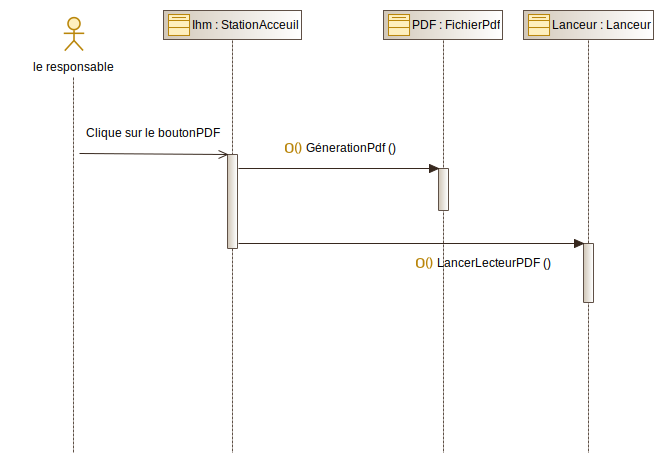 Ihm : StationAcceuil
PDF : FichierPdf
Lanceur : Lanceur
le responsable
Clique sur le boutonPDF
O() GénerationPdf ()
O() LancerLecteurPDF ()